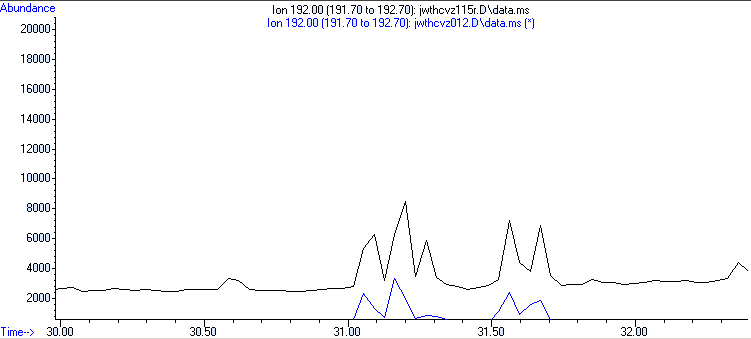 Abundance
Ion 192.00 (191.70 to 192.70): jwthcvz115r.D\data.ms
Ion 192.00 (191.70 to 192.70): jwthcvz012.D\data.ms (*)
20000
18000
16000
14000
12000
10000
8000
6000
4000
2000
30.00 30.50 31.00 31.50 32.00
Time-->